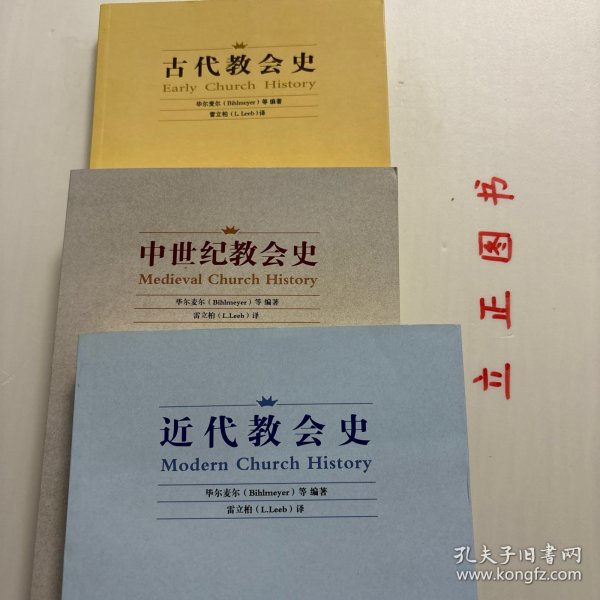 古代教会史
Early Church History
毕尔麦尔（Bihlmeyer）等 编著
雷立柏（L.Leeb）译
中世纪教会史
Medieval Church History
毕尔麦尔（Bihlmeyer）等 编著
雷立柏（L.Leeb）译
近代教会史
Modern Church History
毕尔麦尔（Bihlmeyer）等 编著
雷立柏（L.Leeb）译
立正图书
孔夫子旧书网
www.kongfz.com